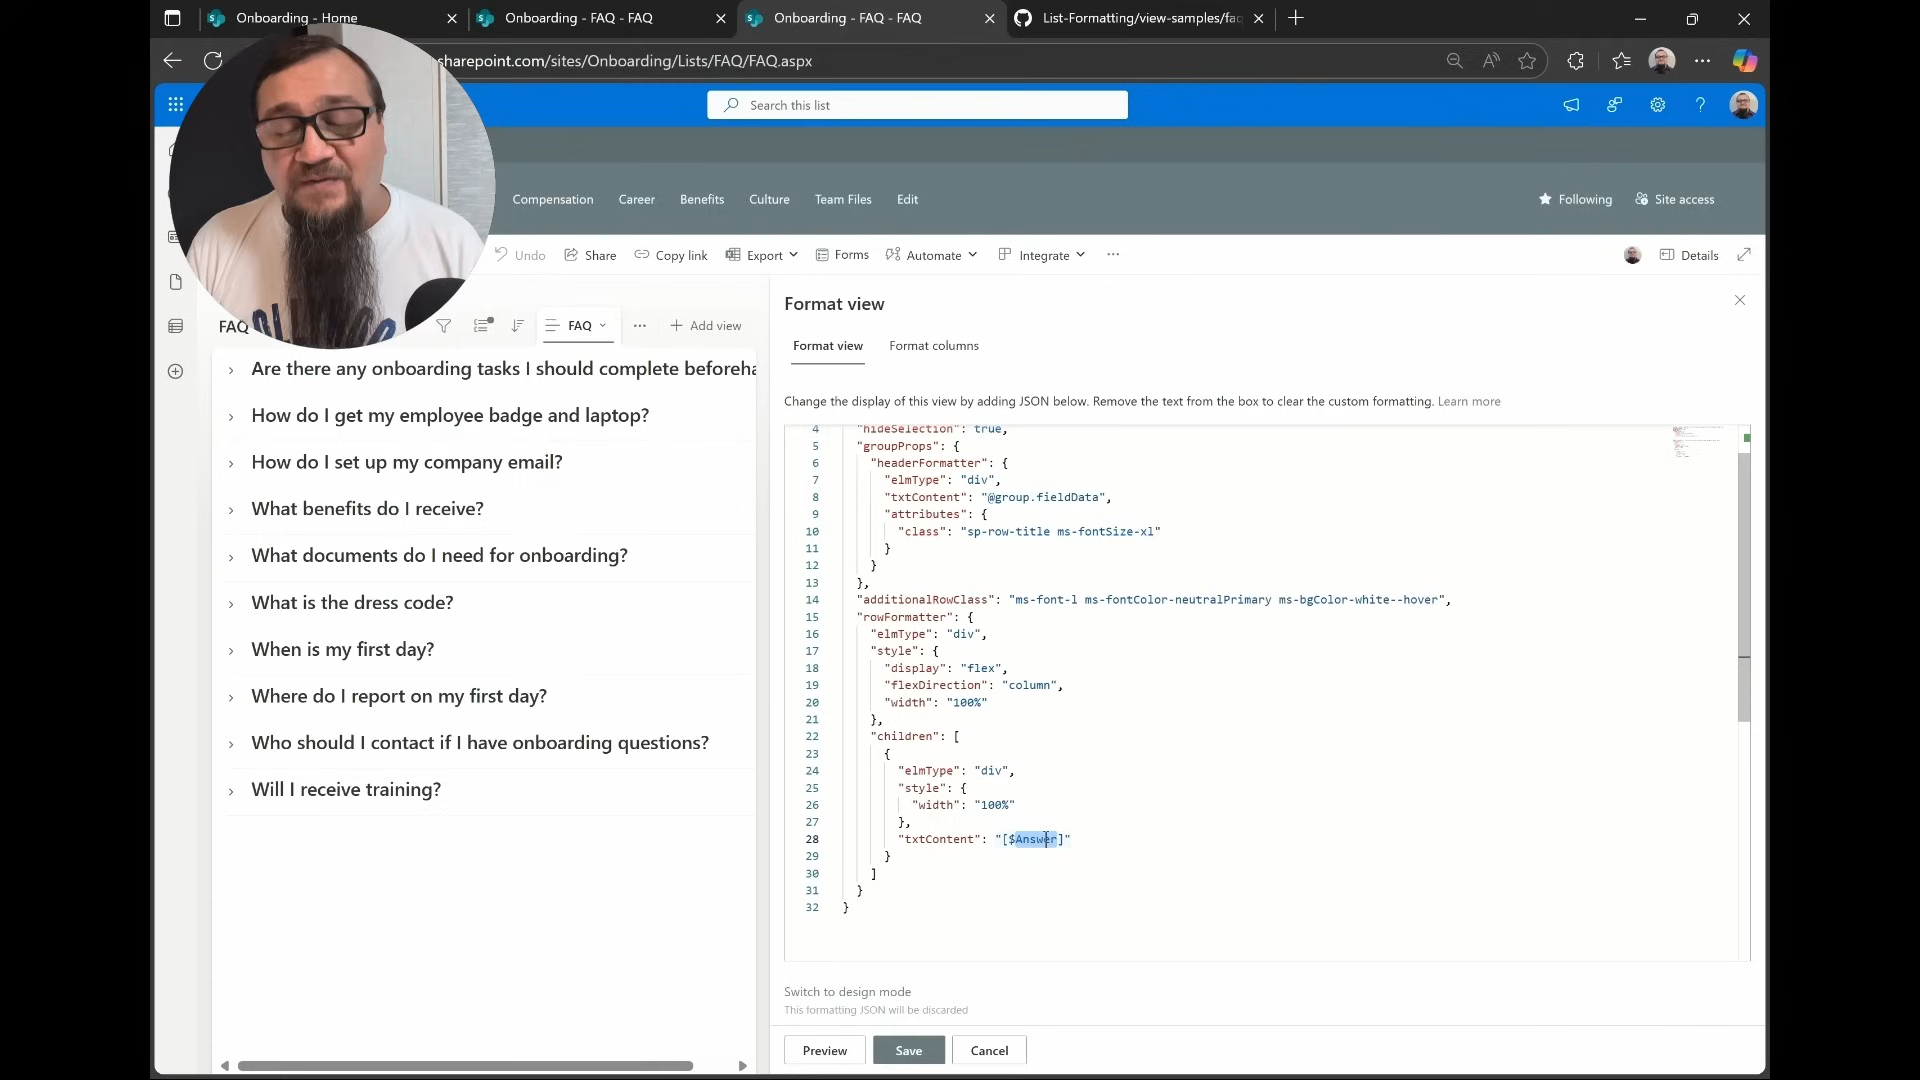 Onboarding - Home
Onboarding - FAQ - FAQ
Onboarding - FAQ - FAQ
List-Formatting/view-samples/faq
sharepoint.com/sites/Onboarding/Lists/FAQ/FAQ.aspx
Search this list
Compensation
Career
Benefits
Culture
Team Files
Edit
Following
Site access
Undo
Share
Copy link
Export
Forms
Automate
Integrate
Details
FAQ
FAQ
Add view
Are there any onboarding tasks I should complete beforeha
How do I get my employee badge and laptop?
How do I set up my company email?
What benefits do I receive?
What documents do I need for onboarding?
What is the dress code?
When is my first day?
Where do I report on my first day?
Who should I contact if I have onboarding questions?
Will I receive training?
Format view
Format view
Format columns
Change the display of this view by adding JSON below. Remove the text from the box to clear the custom formatting. Learn more
4 "hideSelection": true,
5 "groupProps": {
6 "headerFormatter": {
7 "elmType": "div",
8 "txtContent": "@group.fieldData",
9 "attributes": {
10 "class": "sp-row-title ms-fontSize-xl"
11 }
12 }
13 },
14 "additionalRowClass": "ms-font-l ms-fontColor-neutralPrimary ms-bgColor-white--hover",
15 "rowFormatter": {
16 "elmType": "div",
17 "style": {
18 "display": "flex",
19 "flexDirection": "column",
20 "width": "100%"
21 },
22 "children": [
23 {
24 "elmType": "div",
25 "style": {
26 "width": "100%"
27 },
28 "txtContent": "[$Answer]"
29 }
30 ]
31 }
32 }
Switch to design mode
This formatting JSON will be discarded
Preview
Save
Cancel